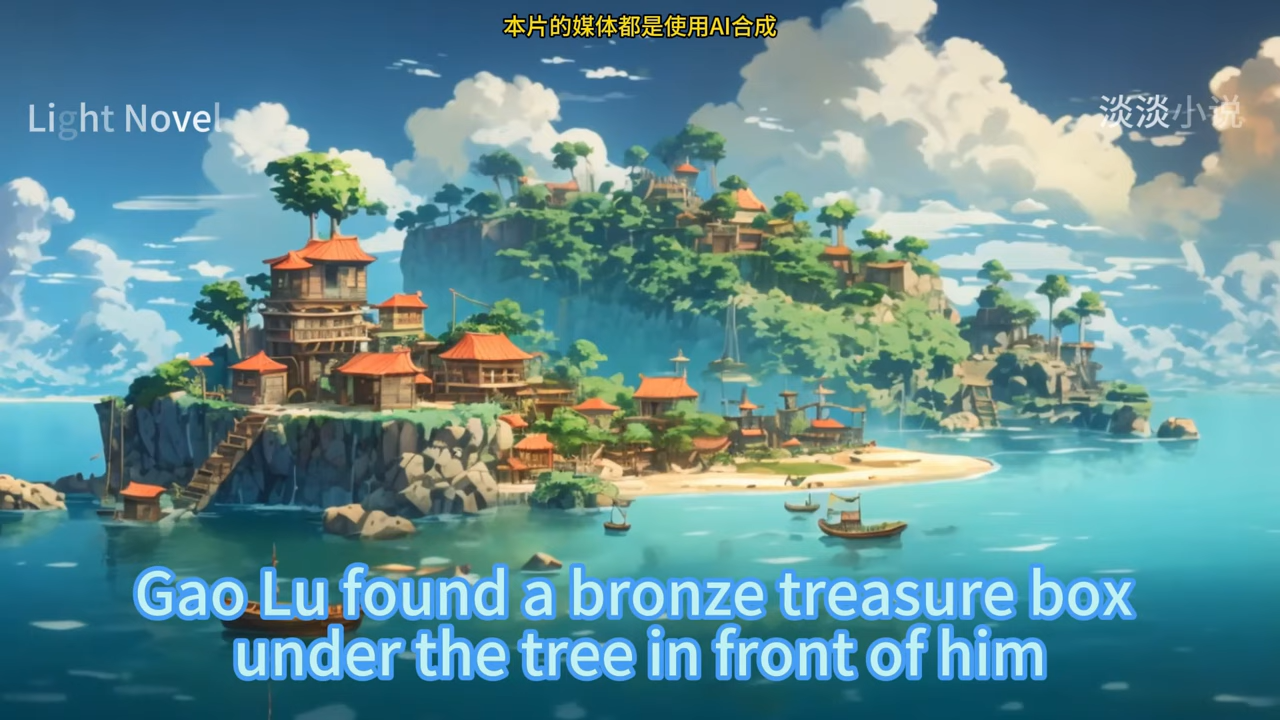 本片的媒体都是使用AI合成
Light Novel
淡淡小说
Gao Lu found a bronze treasure box
under the tree in front of him